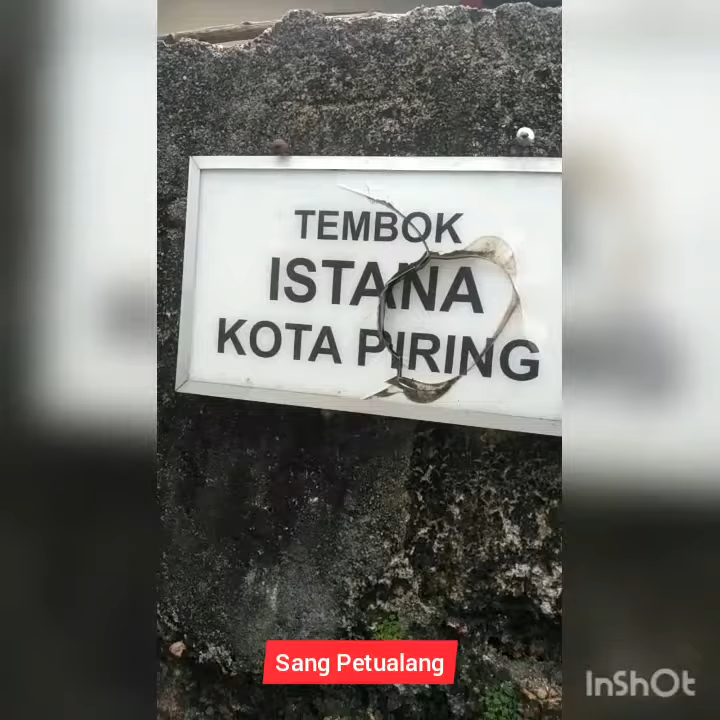 TEMBOK
ISTANA
KOTA PIRING
Sang Petualang
InShOt